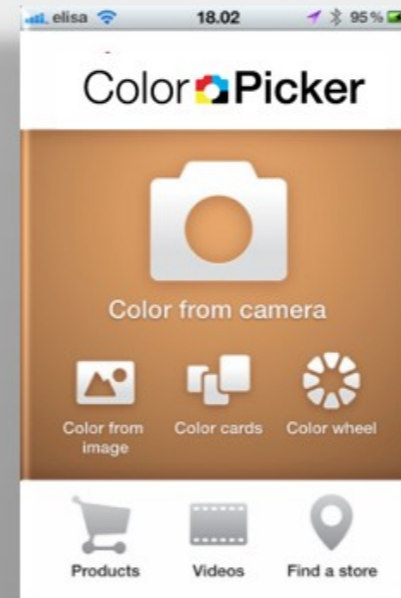 elisa 18.02 95%
Color Picker
Color from camera
Color from Color cards Color wheel
image
Products Videos Find a store